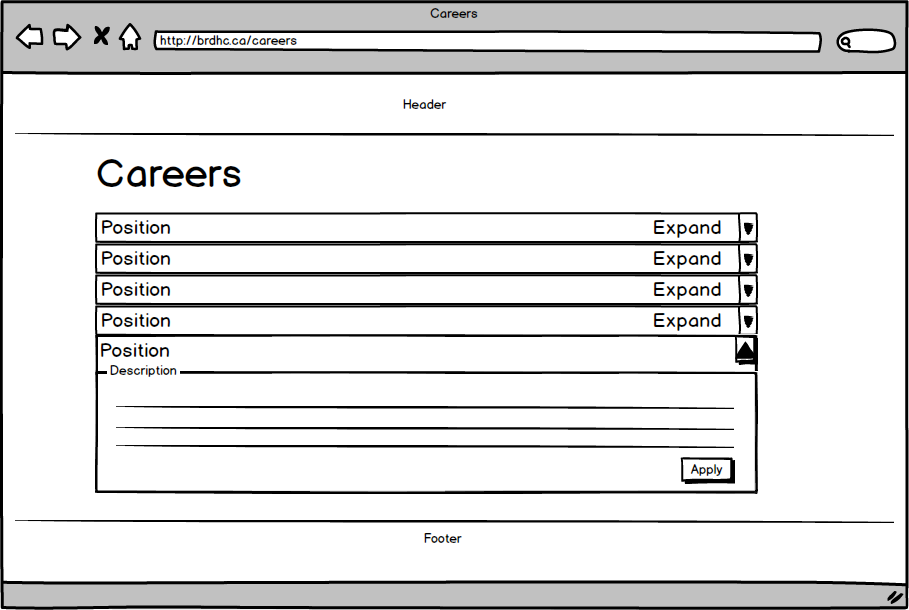 Careers
http://brdhc.ca/careers
Header
Careers
Position Expand
Position Expand
Position Expand
Position Expand
Position
Description
Apply
Footer